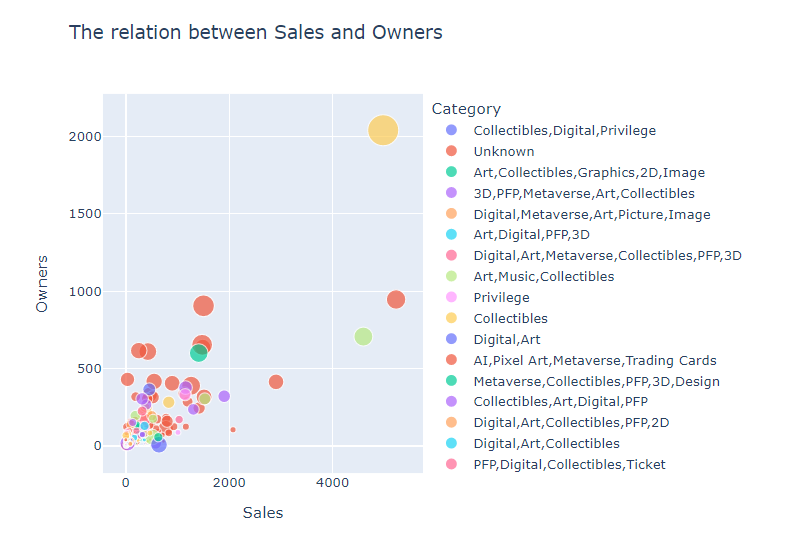 The relation between Sales and Owners
Category
Collectibles,Digital,Privilege
Unknown
Art,Collectibles,Graphics,2D,Image
3D,PFP,Metaverse,Art,Collectibles
Digital,Metaverse,Art,Picture,Image
Art,Digital,PFP,3D
Digital,Art,Metaverse,Collectibles,PFP,3D
Art,Music,Collectibles
Privilege
Collectibles
Digital,Art
AI,Pixel Art,Metaverse,Trading Cards
Metaverse,Collectibles,PFP,3D,Design
Collectibles,Art,Digital,PFP
Digital,Art,Collectibles,PFP,2D
Digital,Art,Collectibles
PFP,Digital,Collectibles,Ticket
Owners
2000
1500
1000
500
0
0 2000 4000
Sales